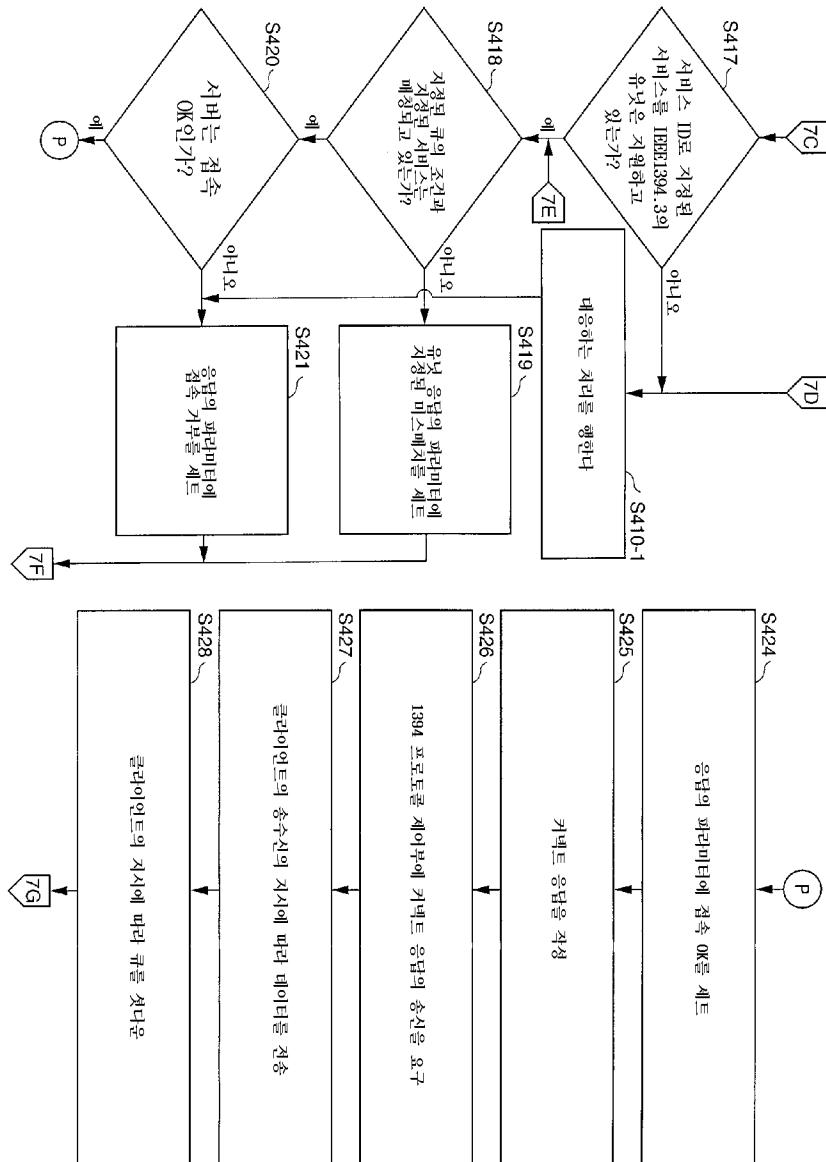 7C
S417
서비스 ID로 지정된
서비스를 IEEE1394.3의
유닛은 지원하고
있는가?
아니오
예
7D
S410-1
대응하는 처리를 행한다
7E
S418
지정된 큐의 조건과
지정된 서비스는
매칭되고 있는가?
아니오
예
S419
유닛 응답의 파라미터에
지정된 미스매치를 세트
S420
서버는 접속
OK인가?
아니오
예
P
S421
응답의 파라미터에
접속 거부를 세트
7F
P
S424
응답의 파라미터에 접속 OK를 세트
S425
커넥트 응답을 작성
S426
1394 프로토콜 제어부에 커넥트 응답의 송신을 요구
S427
클라이언트의 송수신의 지시에 따라 데이터를 전송
S428
클라이언트의 지시에 따라 큐를 셧다운
7G